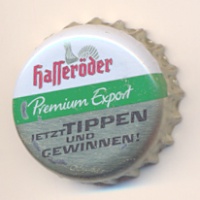 Hasseröder
Premium Export
JETZT TIPPEN
UND
GEWINNEN!